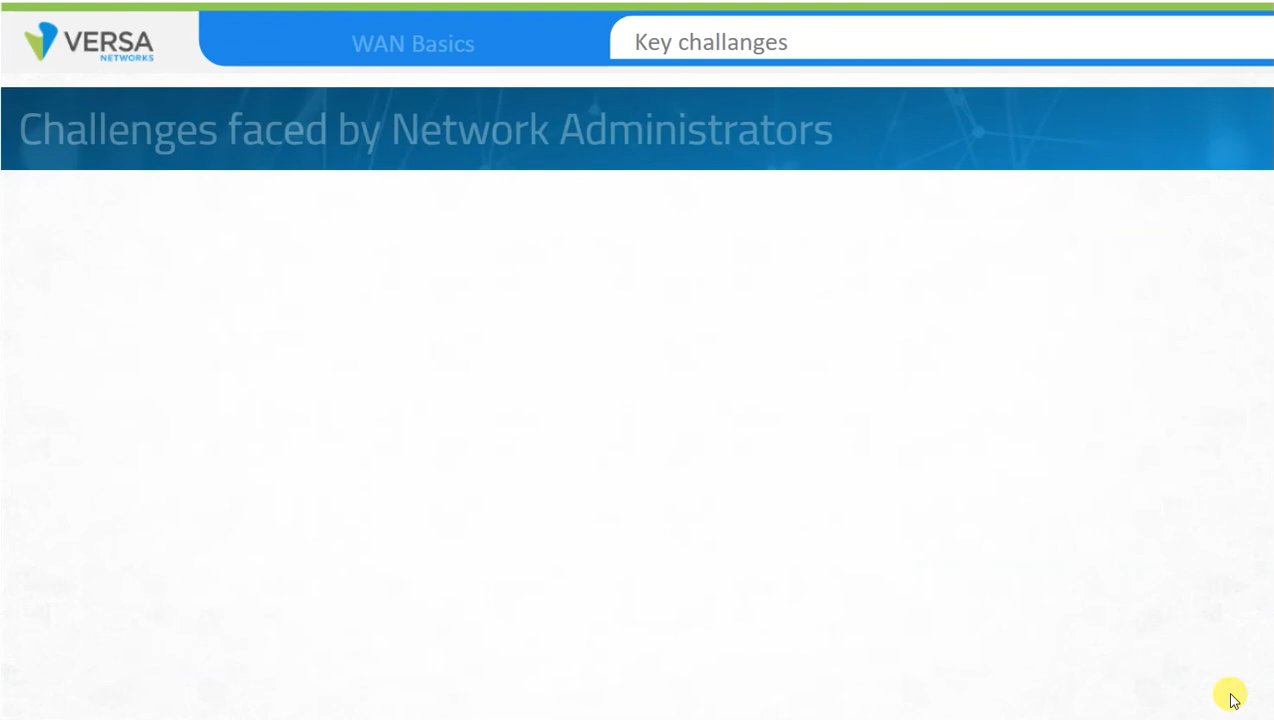 VERSA
NETWORKS
WAN Basics
Key challanges
Challenges faced by Network Administrators